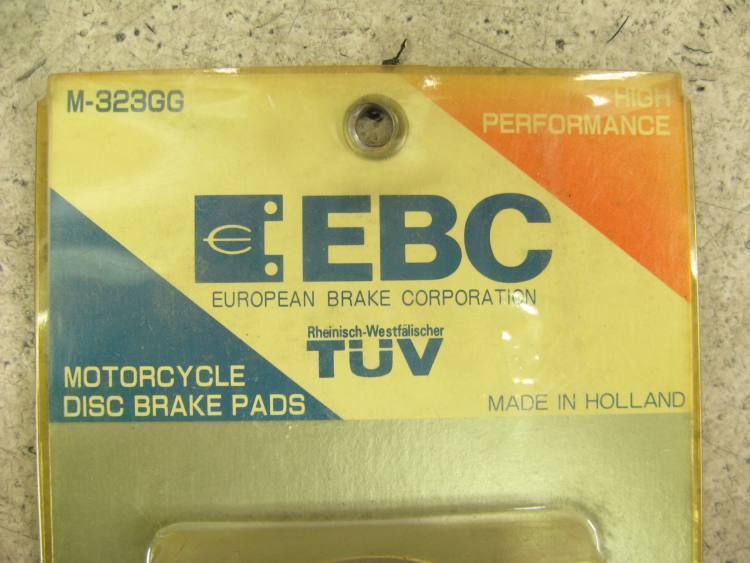 M-323GG
HIGH
PERFORMANCE
EBC
EUROPEAN BRAKE CORPORATION
Rheinisch-Westfälischer
TÜV
MOTORCYCLE
DISC BRAKE PADS
MADE IN HOLLAND